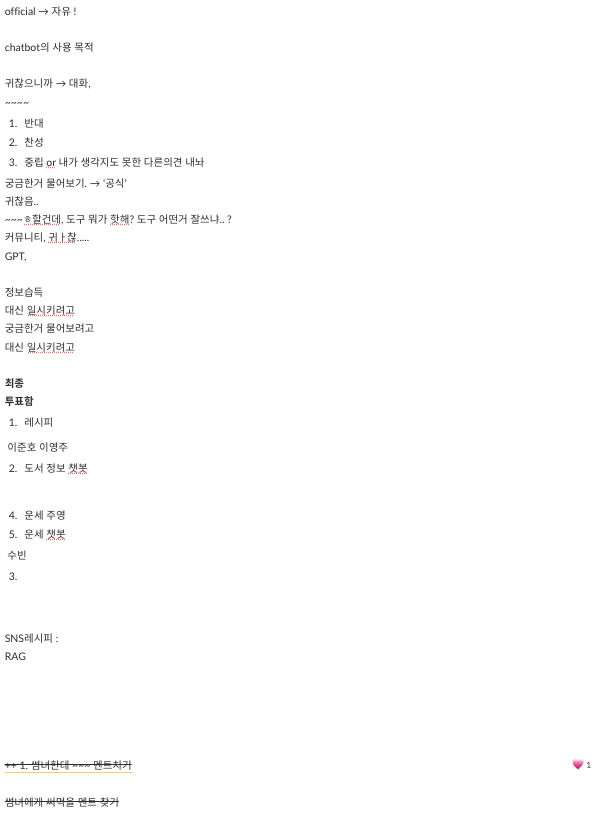 official → 자유 !
chatbot의 사용 목적
귀찮으니까 → 대화,
~~~~
1. 반대
2. 찬성
3. 중립 or 내가 생각지도 못한 다른의견 내놔
궁금한거 물어보기. → ‘공식’
귀찮음..
~~~ㅎ할건데, 도구 뭐가 핫해? 도구 어떤거 잘쓰냐.. ?
커뮤니티, 귀ㅏ찮.....
GPT,
정보습득
대신 일시키려고
궁금한거 물어보려고
대신 일시키려고
최종
투표함
1. 레시피
이준호 이영주
2. 도서 정보 챗봇
4. 운세 주영
5. 운세 챗봇
수빈
3.
SNS레시피 :
RAG
++ 1. 썸녀한데 ~~~ 멘트치기
💗 1
썸녀에게 써먹을 멘트 찾기